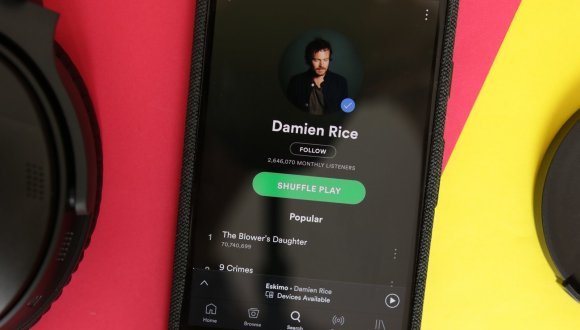 Damien Rice
FOLLOW
2,646,070 MONTHLY LISTENERS
SHUFFLE PLAY
Popular
1 The Blower's Daughter
70,740,699
9 Crimes
Eskimo • Damien Rice
Devices Available
Home
Browse
Search